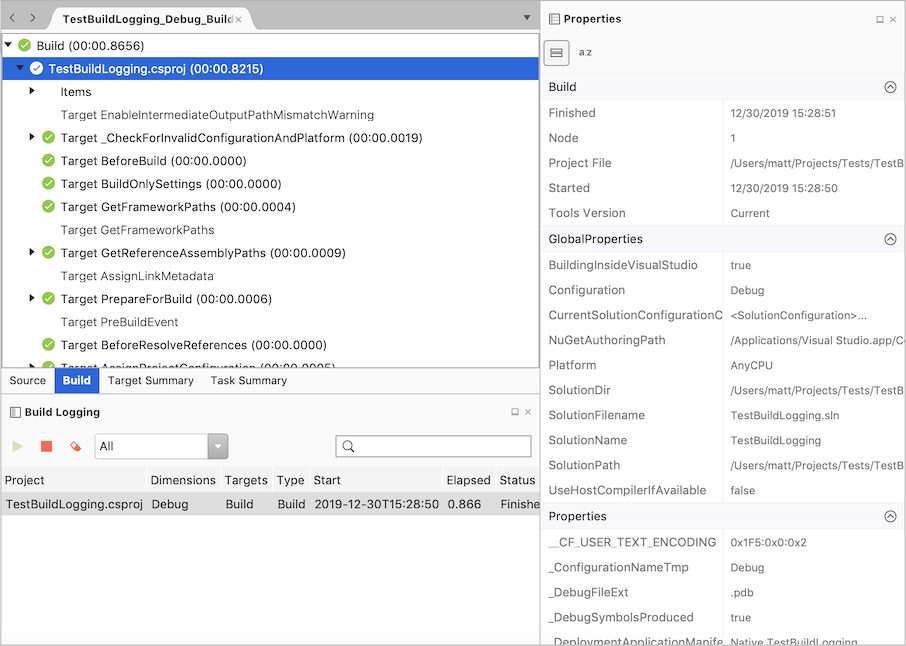 TestBuildLogging_Debug_Build
Build (00:00.8656)
TestBuildLogging.csproj (00:00.8215)
Items
Target EnableIntermediateOutputPathMismatchWarning
Target _CheckForInvalidConfigurationAndPlatform (00:00.0019)
Target BeforeBuild (00:00.0000)
Target BuildOnlySettings (00:00.0000)
Target GetFrameworkPaths (00:00.0004)
Target GetFrameworkPaths
Target GetReferenceAssemblyPaths (00:00.0009)
Target AssignLinkMetadata
Target PrepareForBuild (00:00.0006)
Target PreBuildEvent
Target BeforeResolveReferences (00:00.0000)
Target AssignProjectConfiguration (00:00.0005)
Source Build Target Summary Task Summary
Build Logging
All
Project Dimensions Targets Type Start Elapsed Status
TestBuildLogging.csproj Debug Build Build 2019-12-30T15:28:50 0.866 Finishe
Properties
a.z
Build
Finished 12/30/2019 15:28:51
Node 1
Project File /Users/matt/Projects/Tests/TestB
Started 12/30/2019 15:28:50
Tools Version Current
GlobalProperties
BuildingInsideVisualStudio true
Configuration Debug
CurrentSolutionConfigurationC <SolutionConfiguration>...
NuGetAuthoringPath /Applications/Visual Studio.app/C
Platform AnyCPU
SolutionDir /Users/matt/Projects/Tests/TestB
SolutionFilename TestBuildLogging.sln
SolutionName TestBuildLogging
SolutionPath /Users/matt/Projects/Tests/TestB
UseHostCompilerIfAvailable false
Properties
__CF_USER_TEXT_ENCODING 0x1F5:0x0:0x2
_ConfigurationNameTmp Debug
_DebugFileExt .pdb
_DebugSymbolsProduced true
_DeploymentApplicationManife Native.TestBuildLogging